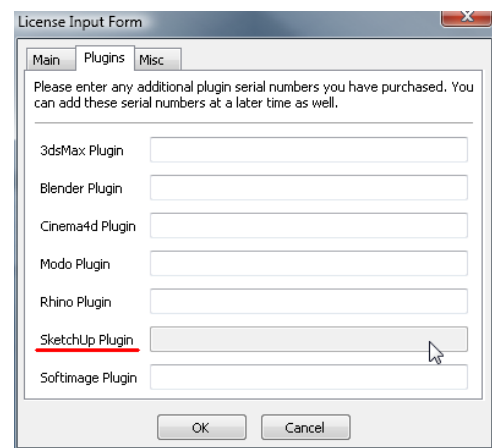 License Input Form
Main Plugins Misc
Please enter any additional plugin serial numbers you have purchased. You
can add these serial numbers at a later time as well.
3dsMax Plugin
Blender Plugin
Cinema4d Plugin
Modo Plugin
Rhino Plugin
SketchUp Plugin
Softimage Plugin
OK Cancel